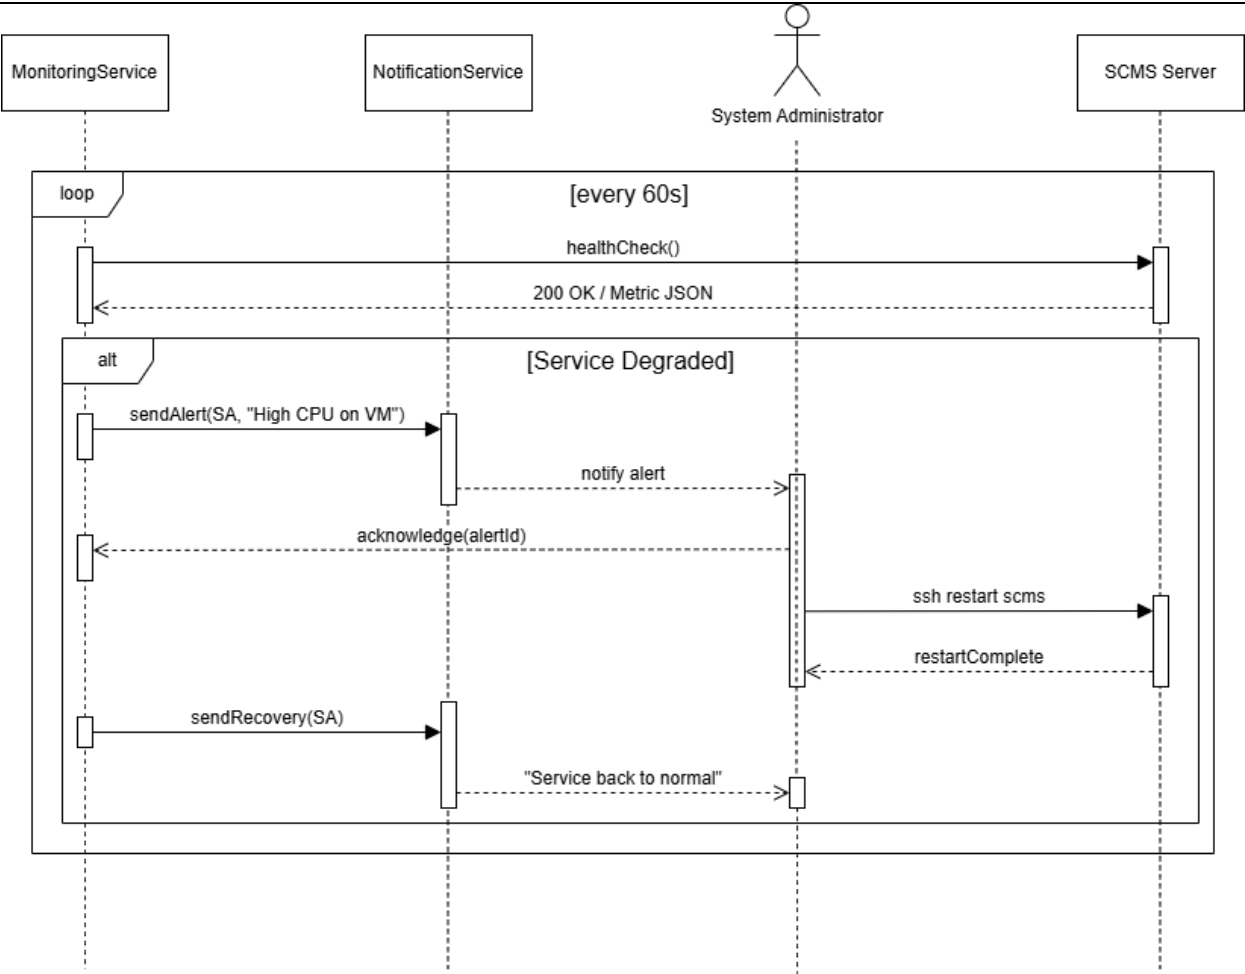 MonitoringService
NotificationService
System Administrator
SCMS Server
loop
[every 60s]
healthCheck()
200 OK / Metric JSON
alt
[Service Degraded]
sendAlert(SA, "High CPU on VM")
notify alert
acknowledge(alertId)
ssh restart scms
restartComplete
sendRecovery(SA)
"Service back to normal"